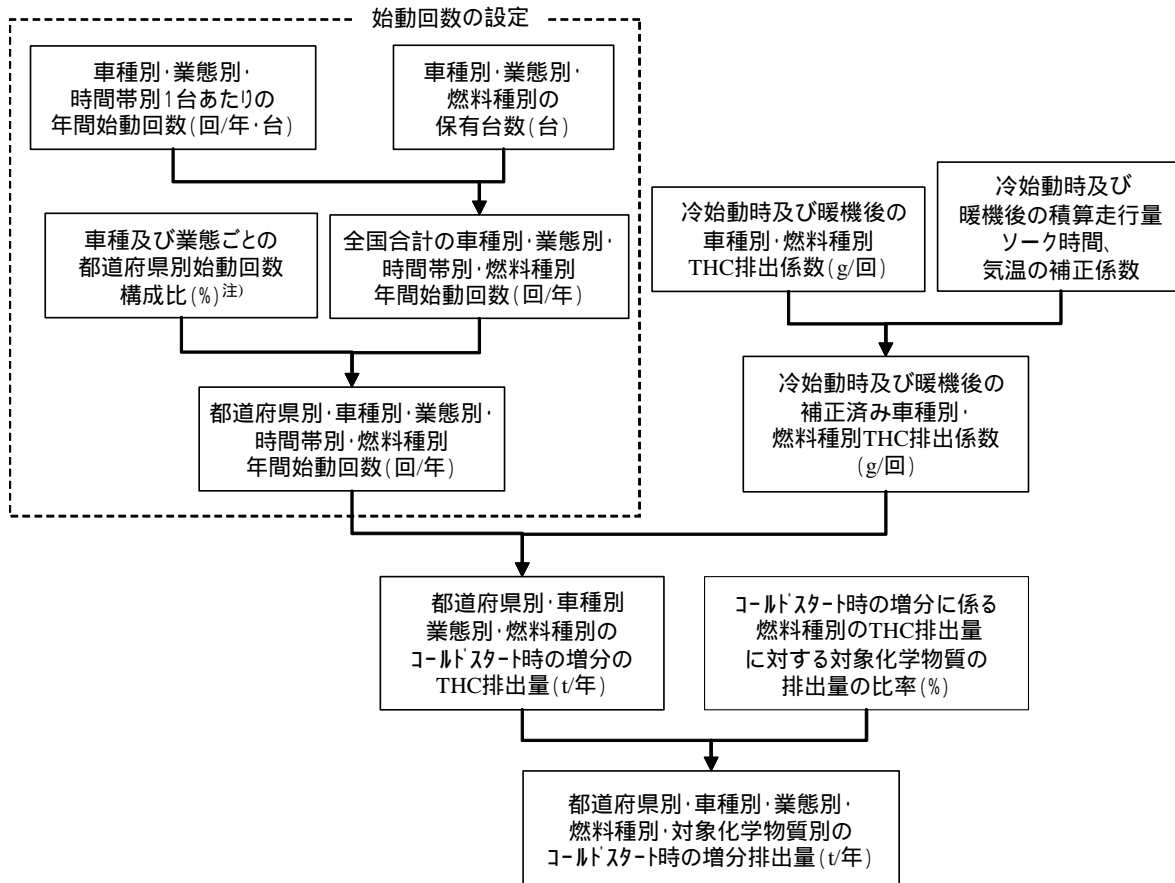 始動回数の設定
車種別･業態別･
時間帯別1台あたりの
年間始動回数(回/年･台)
車種別･業態別･
燃料種別の
保有台数(台)
車種及び業態ごとの
都道府県別始動回数
構成比(%)注)
全国合計の車種別･業態別･
時間帯別･燃料種別
年間始動回数(回/年)
冷始動時及び暖機後の
車種別･燃料種別
THC排出係数(g/回)
冷始動時及び
暖機後の積算走行量
ソーク時間、
気温の補正係数
都道府県別･車種別･業態別･
時間帯別･燃料種別
年間始動回数(回/年)
冷始動時及び暖機後の
補正済み車種別･
燃料種別THC排出係数
(g/回)
都道府県別･車種別
業態別･燃料種別の
ｺｰﾙﾄﾞｽﾀｰﾄ時の増分の
THC排出量(t/年)
ｺｰﾙﾄﾞｽﾀｰﾄ時の増分に係る
燃料種別のTHC排出量
に対する対象化学物質の
排出量の比率(%)
都道府県別･車種別･業態別･
燃料種別･対象化学物質別の
ｺｰﾙﾄﾞｽﾀｰﾄ時の増分排出量(t/年)